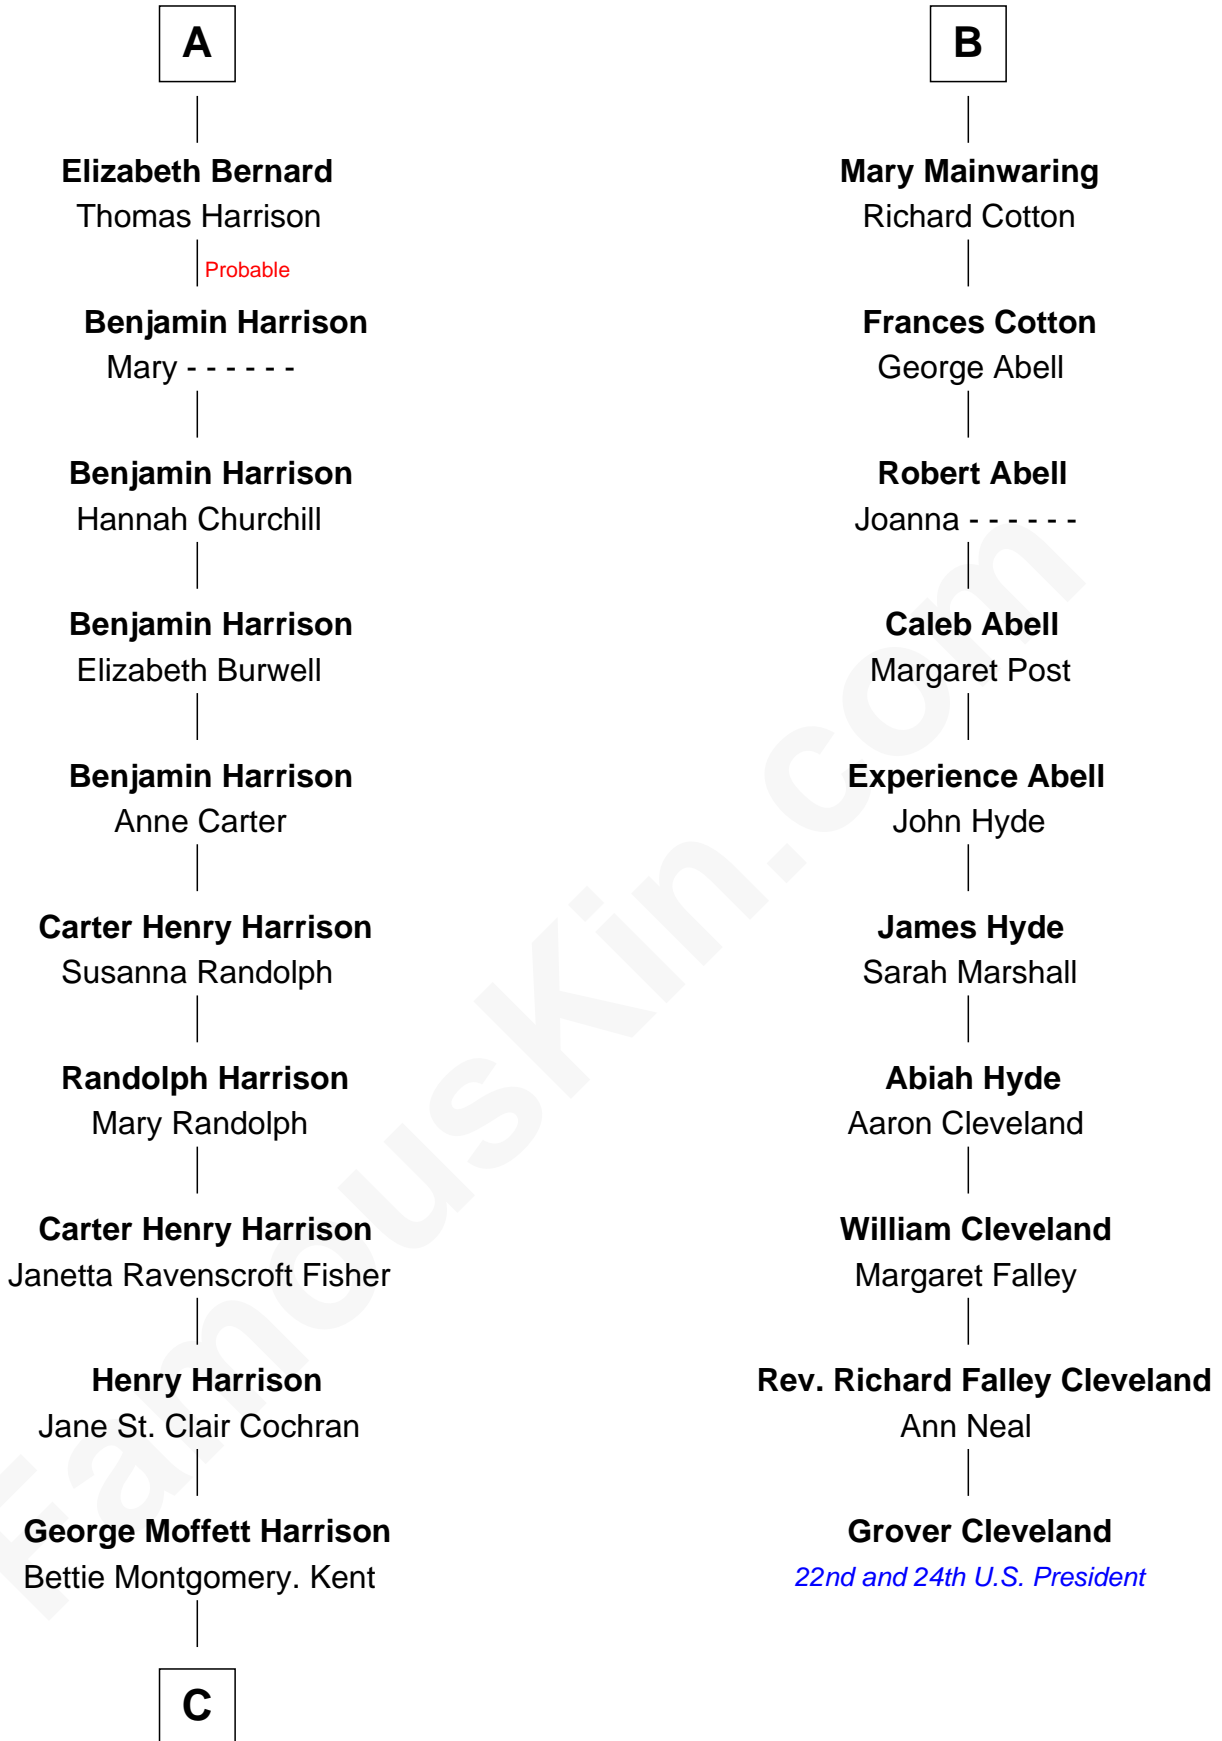 A
Elizabeth Bernard
Thomas Harrison
Probable
Benjamin Harrison
Mary - - - - - -
Benjamin Harrison
Hannah Churchill
Benjamin Harrison
Elizabeth Burwell
Benjamin Harrison
Anne Carter
Carter Henry Harrison
Susanna Randolph
Randolph Harrison
Mary Randolph
Carter Henry Harrison
Janetta Ravenscroft Fisher
Henry Harrison
Jane St. Clair Cochran
George Moffett Harrison
Bettie Montgomery. Kent
C
B
Mary Mainwaring
Richard Cotton
Frances Cotton
George Abell
Robert Abell
Joanna - - - - - -
Caleb Abell
Margaret Post
Experience Abell
John Hyde
James Hyde
Sarah Marshall
Abiah Hyde
Aaron Cleveland
William Cleveland
Margaret Falley
Rev. Richard Falley Cleveland
Ann Neal
Grover Cleveland
22nd and 24th U.S. President
FamousKin.com